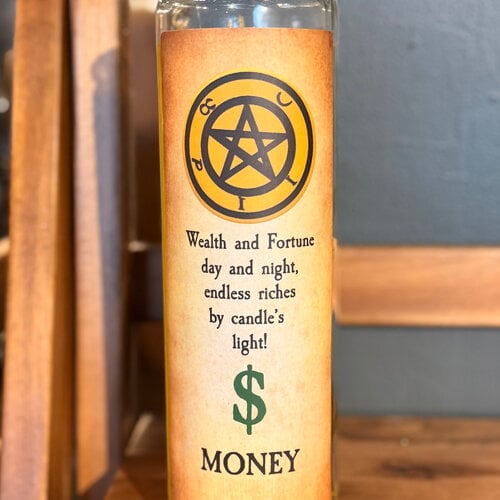 Wealth and Fortune
day and night,
endless riches
by candle's
light!
$
MONEY